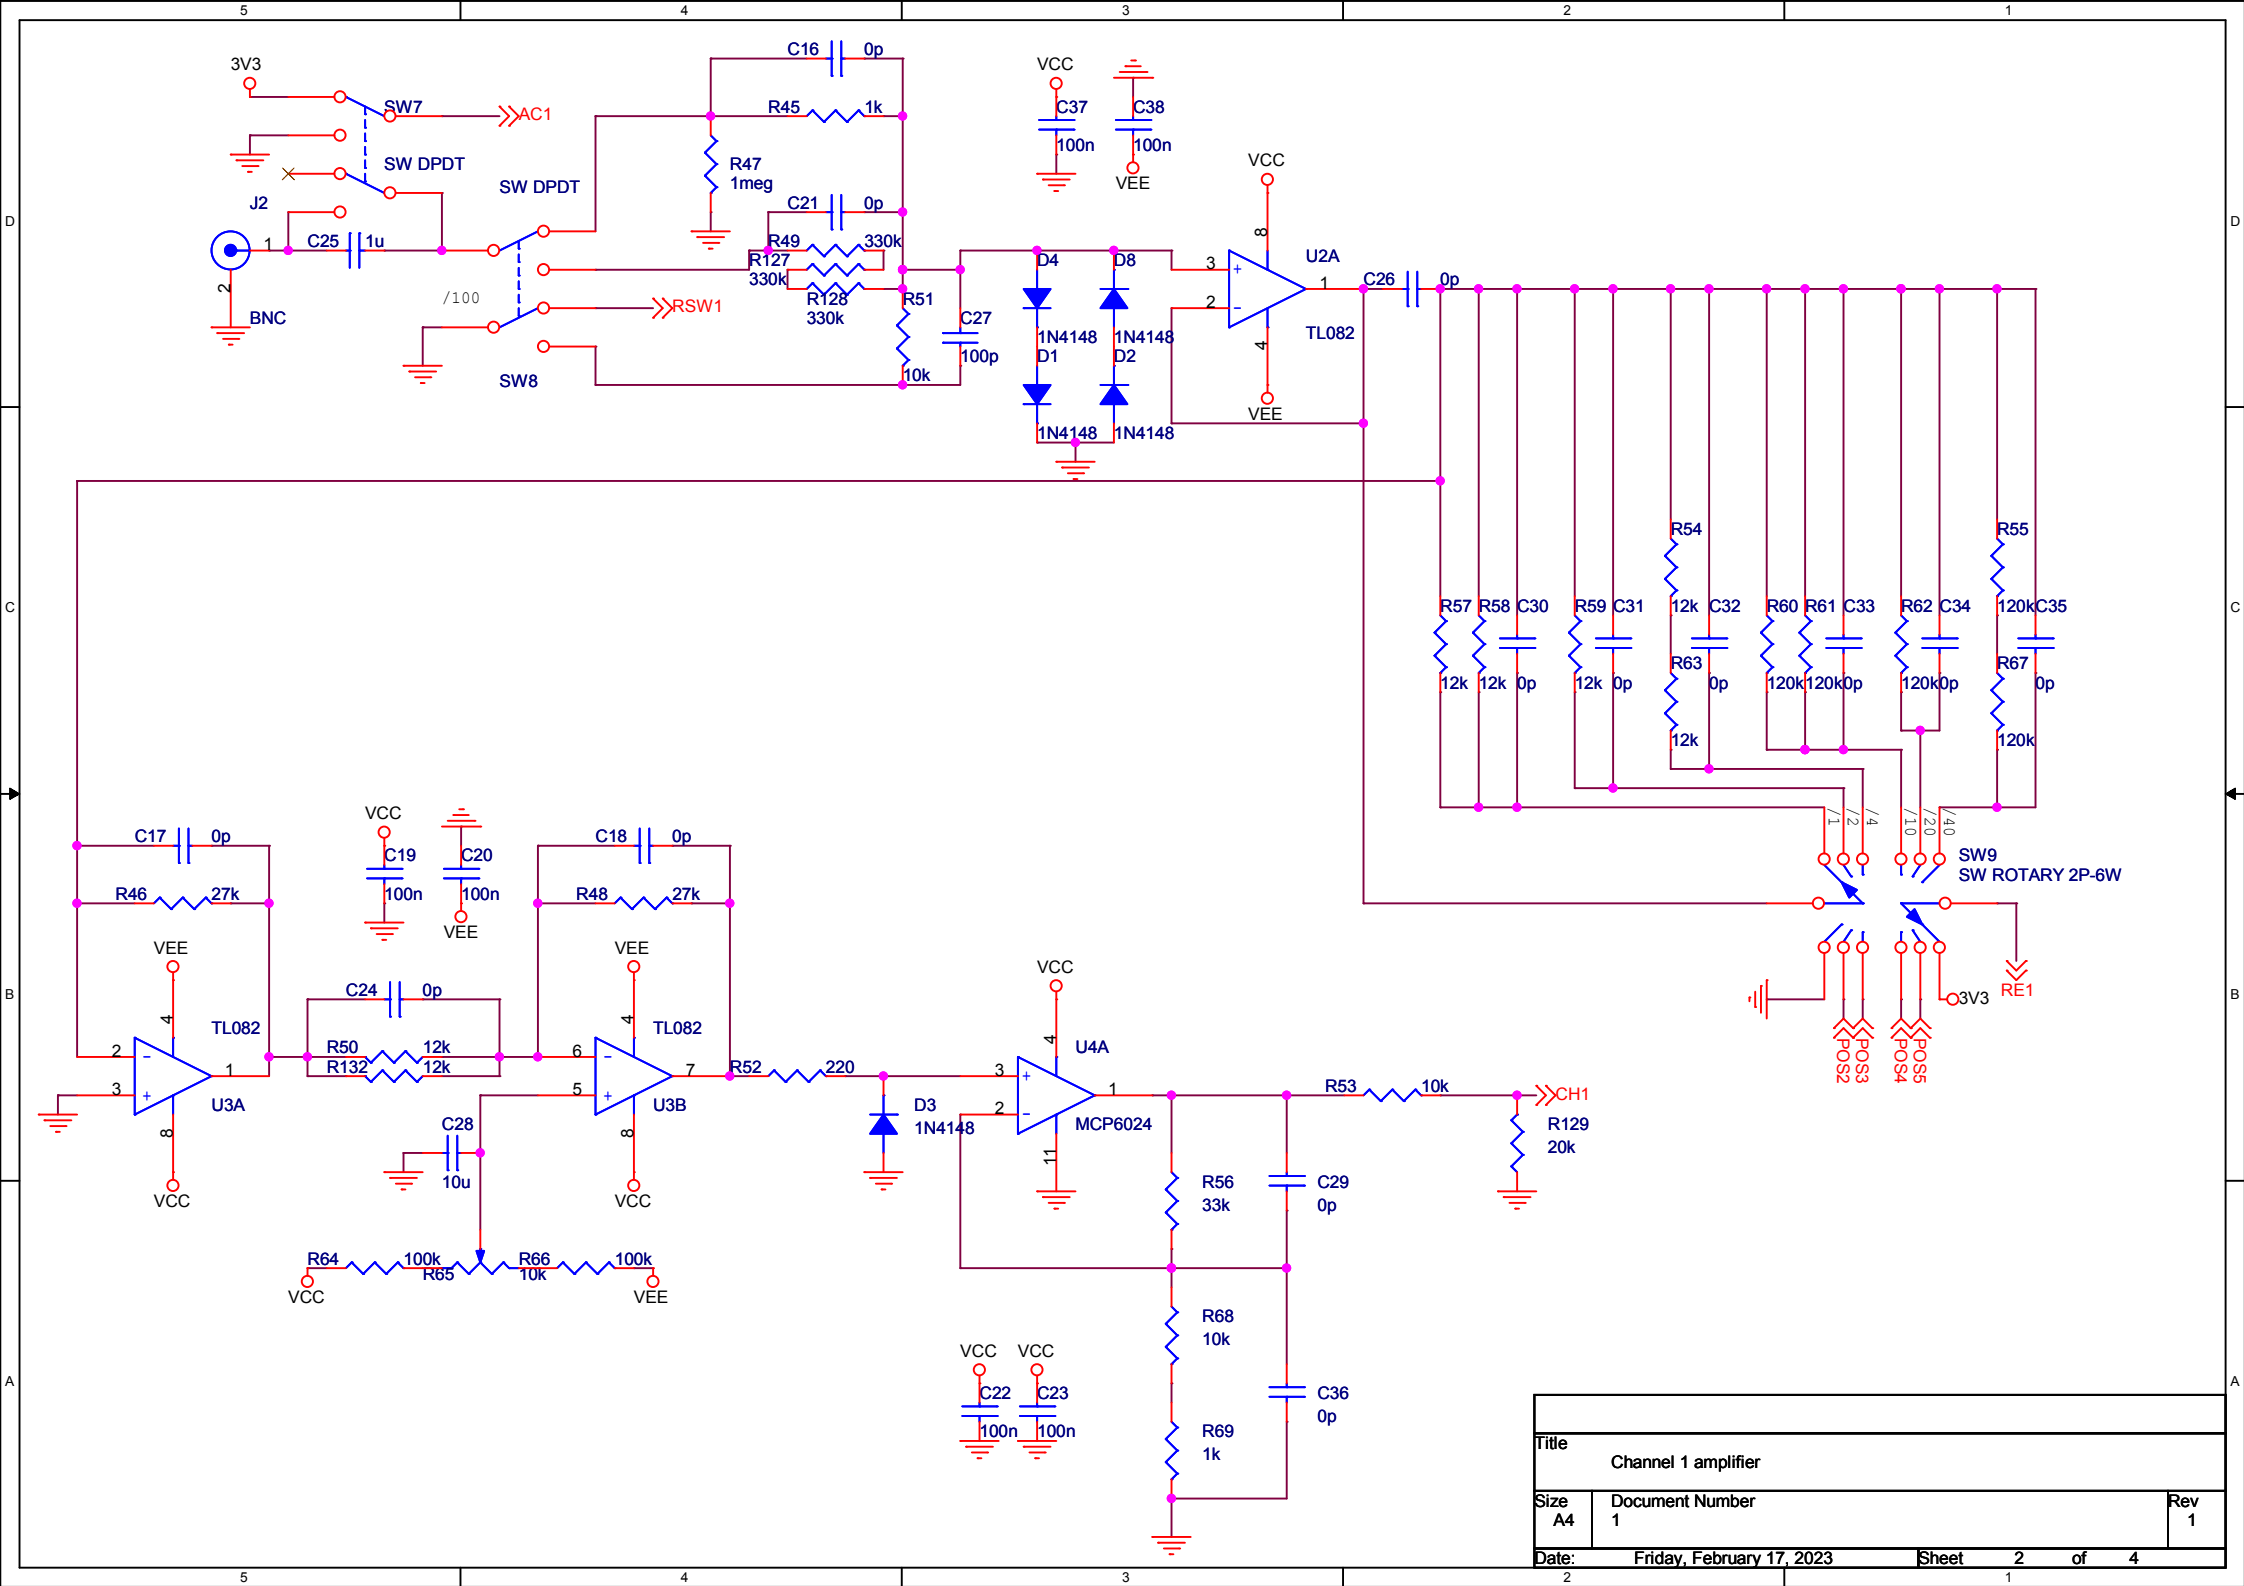 5 4 3 2 1
D D
C C
B B
A A
3V3
SW7
AC1
SW DPDT
J2
1
2
BNC
C25 1u
SW DPDT
/100
RSW1
SW8
C16 0p
R45 1k
R47
1meg
C21 0p
R49 330k
R127
330k
R128
330k
R51
10k
C27
100p
VCC
C37
100n
C38
100n
VEE
D4
1N4148
D1
1N4148
D8
1N4148
D2
1N4148
VCC
8
3
2
1
4
U2A
TL082
VEE
C26 0p
R57
12k
R58
12k
C30
0p
R59
12k
C31
0p
R54
12k
R63
12k
C32
0p
R60
120k
R61
120k
C33
0p
R62
120k
C34
0p
R55
120k
R67
120k
C35
0p
/1
/2
/4
/10
/20
/40
SW9
SW ROTARY 2P-6W
3V3
RE1
POS2
POS3
POS4
POS5
C17 0p
R46 27k
VEE
4
TL082
2
3
1
8
U3A
VCC
VCC
C19
100n
C20
100n
VEE
C18 0p
R48 27k
VEE
4
TL082
6
5
7
8
U3B
VCC
C24 0p
R50 12k
R132 12k
C28
10u
R64 100k
R65 10k
R66 100k
VCC
VEE
R52 220
D3
1N4148
VCC
4
U4A
3
2
1
11
MCP6024
R53 10k
CH1
R129
20k
R56
33k
C29
0p
R68
10k
C36
0p
R69
1k
VCC VCC
C22
100n
C23
100n
Title
Channel 1 amplifier
Size
A4
Document Number
1
Rev
1
Date: Friday, February 17, 2023 Sheet 2 of 4
5 4 3 2 1